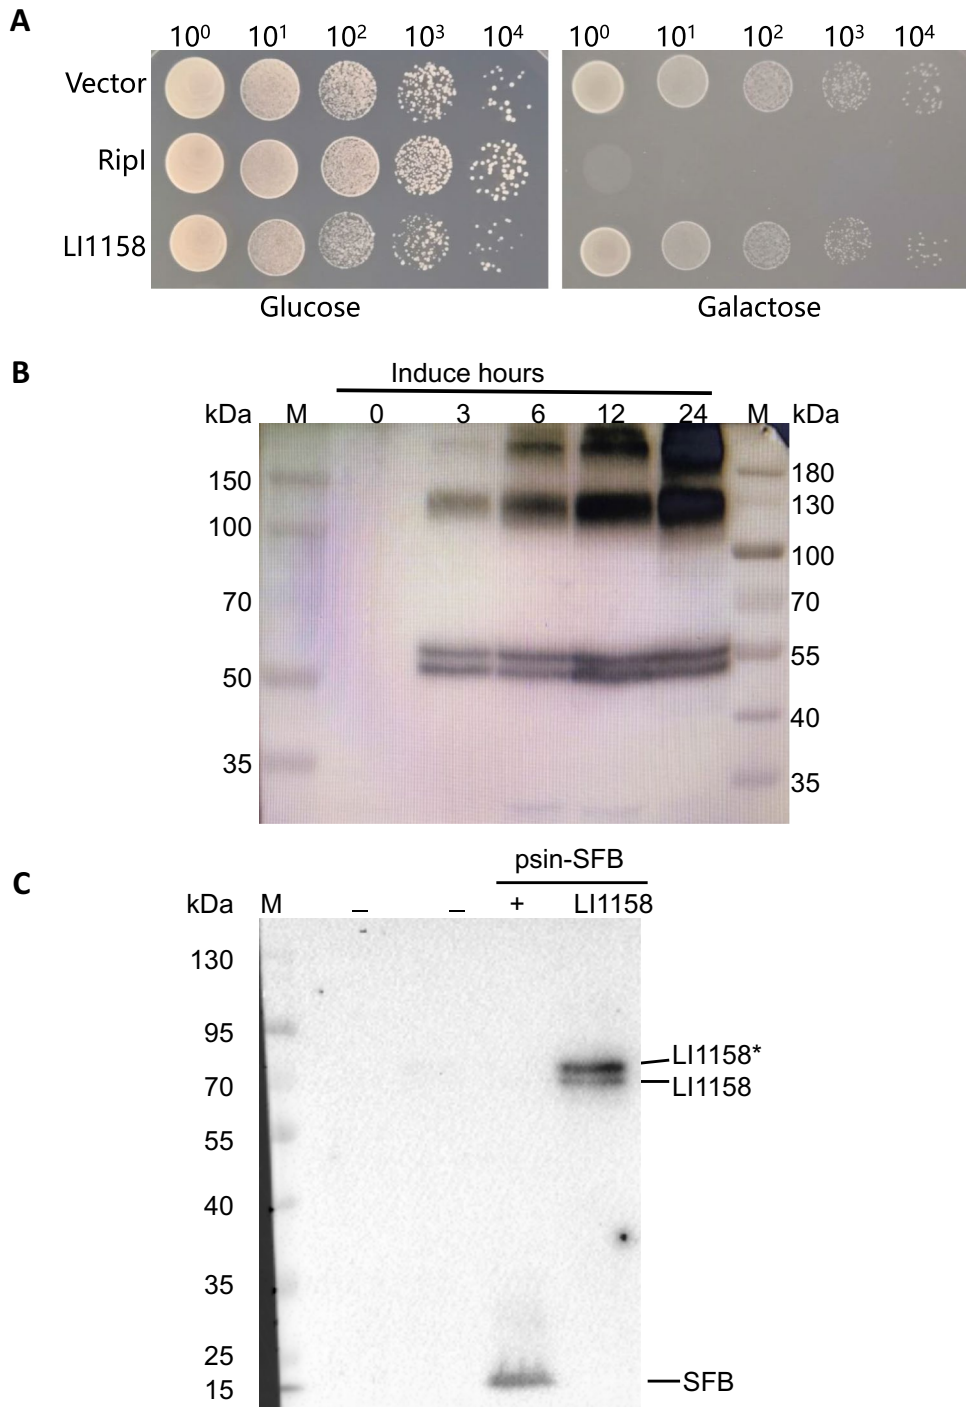 A
10⁰ 10¹ 10² 10³ 10⁴ 10⁰ 10¹ 10² 10³ 10⁴
Vector
RipI
LI1158
Glucose Galactose
B
Induce hours
kDa M 0 3 6 12 24 M kDa
150 180
100 130
70 100
50 70
35 55
40
35
C
psin-SFB
kDa M – – + LI1158
130
95
LI1158*
70 LI1158
55
40
35
25
15 SFB